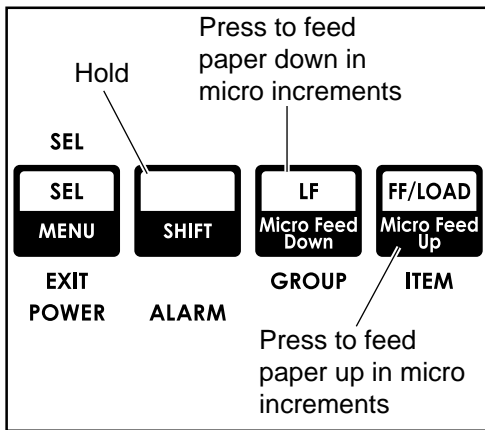 Press to feed
paper down in
micro increments
Hold
SEL
SEL
MENU
SHIFT
LF
Micro Feed
Down
FF/LOAD
Micro Feed
Up
EXIT
POWER
ALARM
GROUP
ITEM
Press to feed
paper up in micro
increments